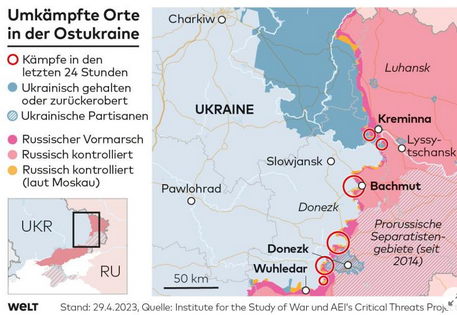 Umkämpfte Orte
in der Ostukraine
Kämpfe in den
letzten 24 Stunden
Ukrainisch gehalten
oder zurückerobert
Ukrainische Partisanen
Russischer Vormarsch
Russisch kontrolliert
Russisch kontrolliert
(laut Moskau)
UKR
RU
Charkiw
Luhansk
UKRAINE
Kreminna
Lyssy-
tschansk
Slowjansk
Bachmut
Pawlohrad
Donezk
Prorussische
Separatisten-
gebiete (seit
2014)
Donezk
Wuhledar
50 km
WELT Stand: 29.4.2023, Quelle: Institute for the Study of War and AEI's Critical Threats Proje